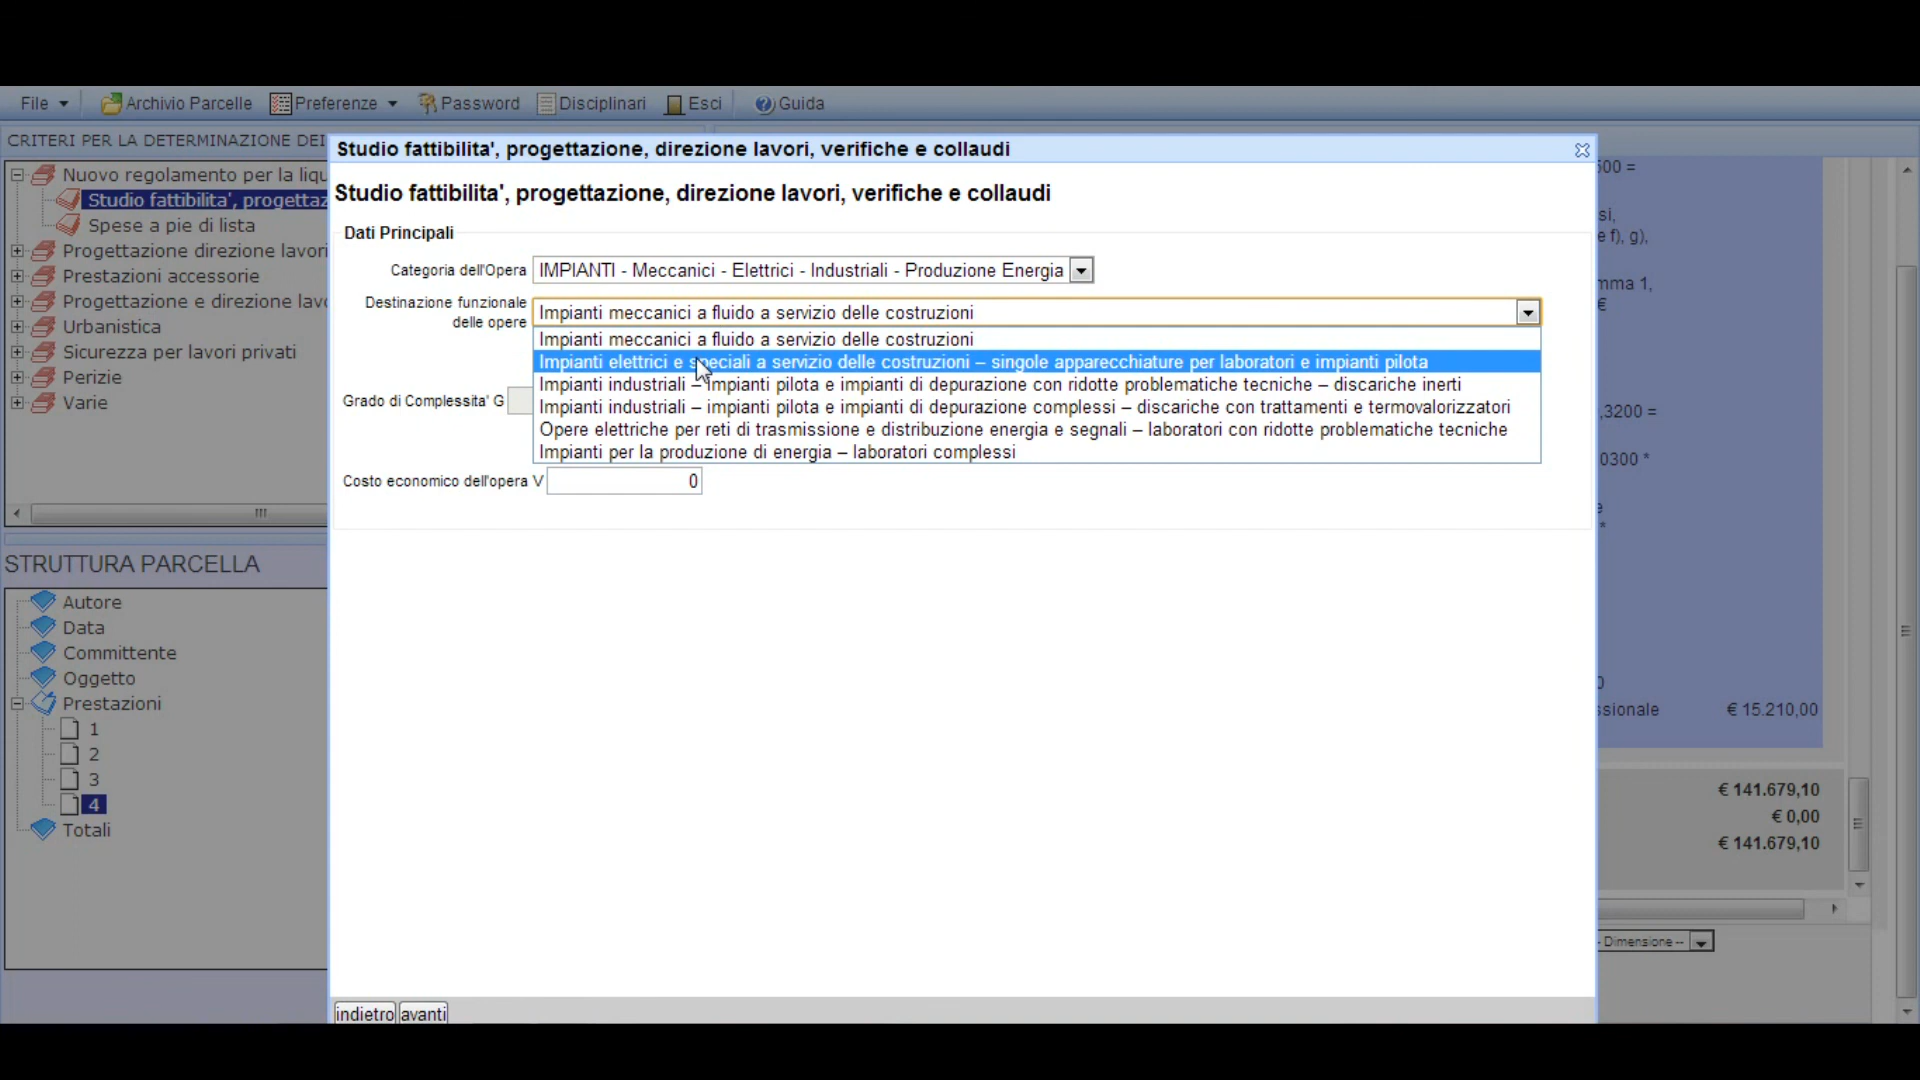 File
Archivio Parcelle
Preferenze
Password
Disciplinari
Esci
Guida
CRITERI PER LA DETERMINAZIONE DEI
Nuovo regolamento per la liqu
Studio fattibilita', progettaz
Spese a pie di lista
Progettazione direzione lavori
Prestazioni accessorie
Progettazione e direzione lavo
Urbanistica
Sicurezza per lavori privati
Perizie
Varie
STRUTTURA PARCELLA
Autore
Data
Committente
Oggetto
Prestazioni
1
2
3
4
Totali
Studio fattibilita', progettazione, direzione lavori, verifiche e collaudi
Studio fattibilita', progettazione, direzione lavori, verifiche e collaudi
Dati Principali
Categoria dell'Opera
IMPIANTI - Meccanici - Elettrici - Industriali - Produzione Energia
Destinazione funzionale
delle opere
Impianti meccanici a fluido a servizio delle costruzioni
Impianti meccanici a fluido a servizio delle costruzioni
Impianti elettrici e speciali a servizio delle costruzioni – singole apparecchiature per laboratori e impianti pilota
Impianti industriali – impianti pilota e impianti di depurazione con ridotte problematiche tecniche – discariche inerti
Impianti industriali – impianti pilota e impianti di depurazione complessi – discariche con trattamenti e termovalorizzatori
Opere elettriche per reti di trasmissione e distribuzione energia e segnali – laboratori con ridotte problematiche tecniche
Impianti per la produzione di energia – laboratori complessi
Grado di Complessita' G
Costo economico dell'opera V
0
indietro
avanti
500 =
si,
e f), g),
mma 1,
€
,3200 =
0300 *
e
*
0
ssionale € 15.210,00
€ 141.679,10
€ 0,00
€ 141.679,10
- Dimensione --